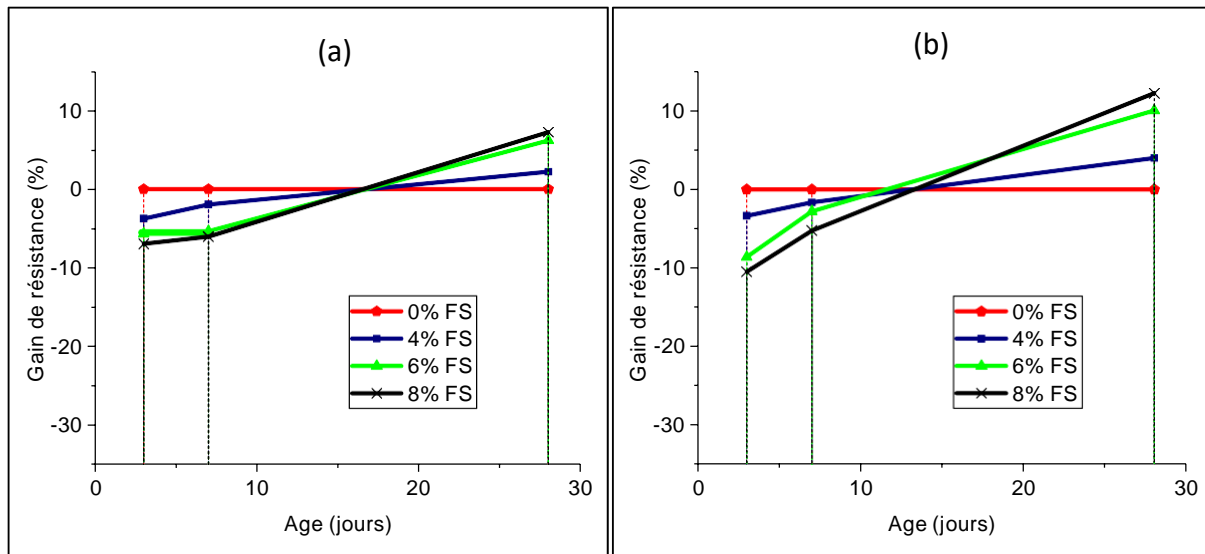 (a)
Gain de résistance (%)
10
0
-10
-20
-30
0% FS
4% FS
6% FS
8% FS
0
10
20
30
Age (jours)
(b)
Gain de résistance (%)
10
0
-10
-20
-30
0% FS
4% FS
6% FS
8% FS
0
10
20
30
Age (jours)